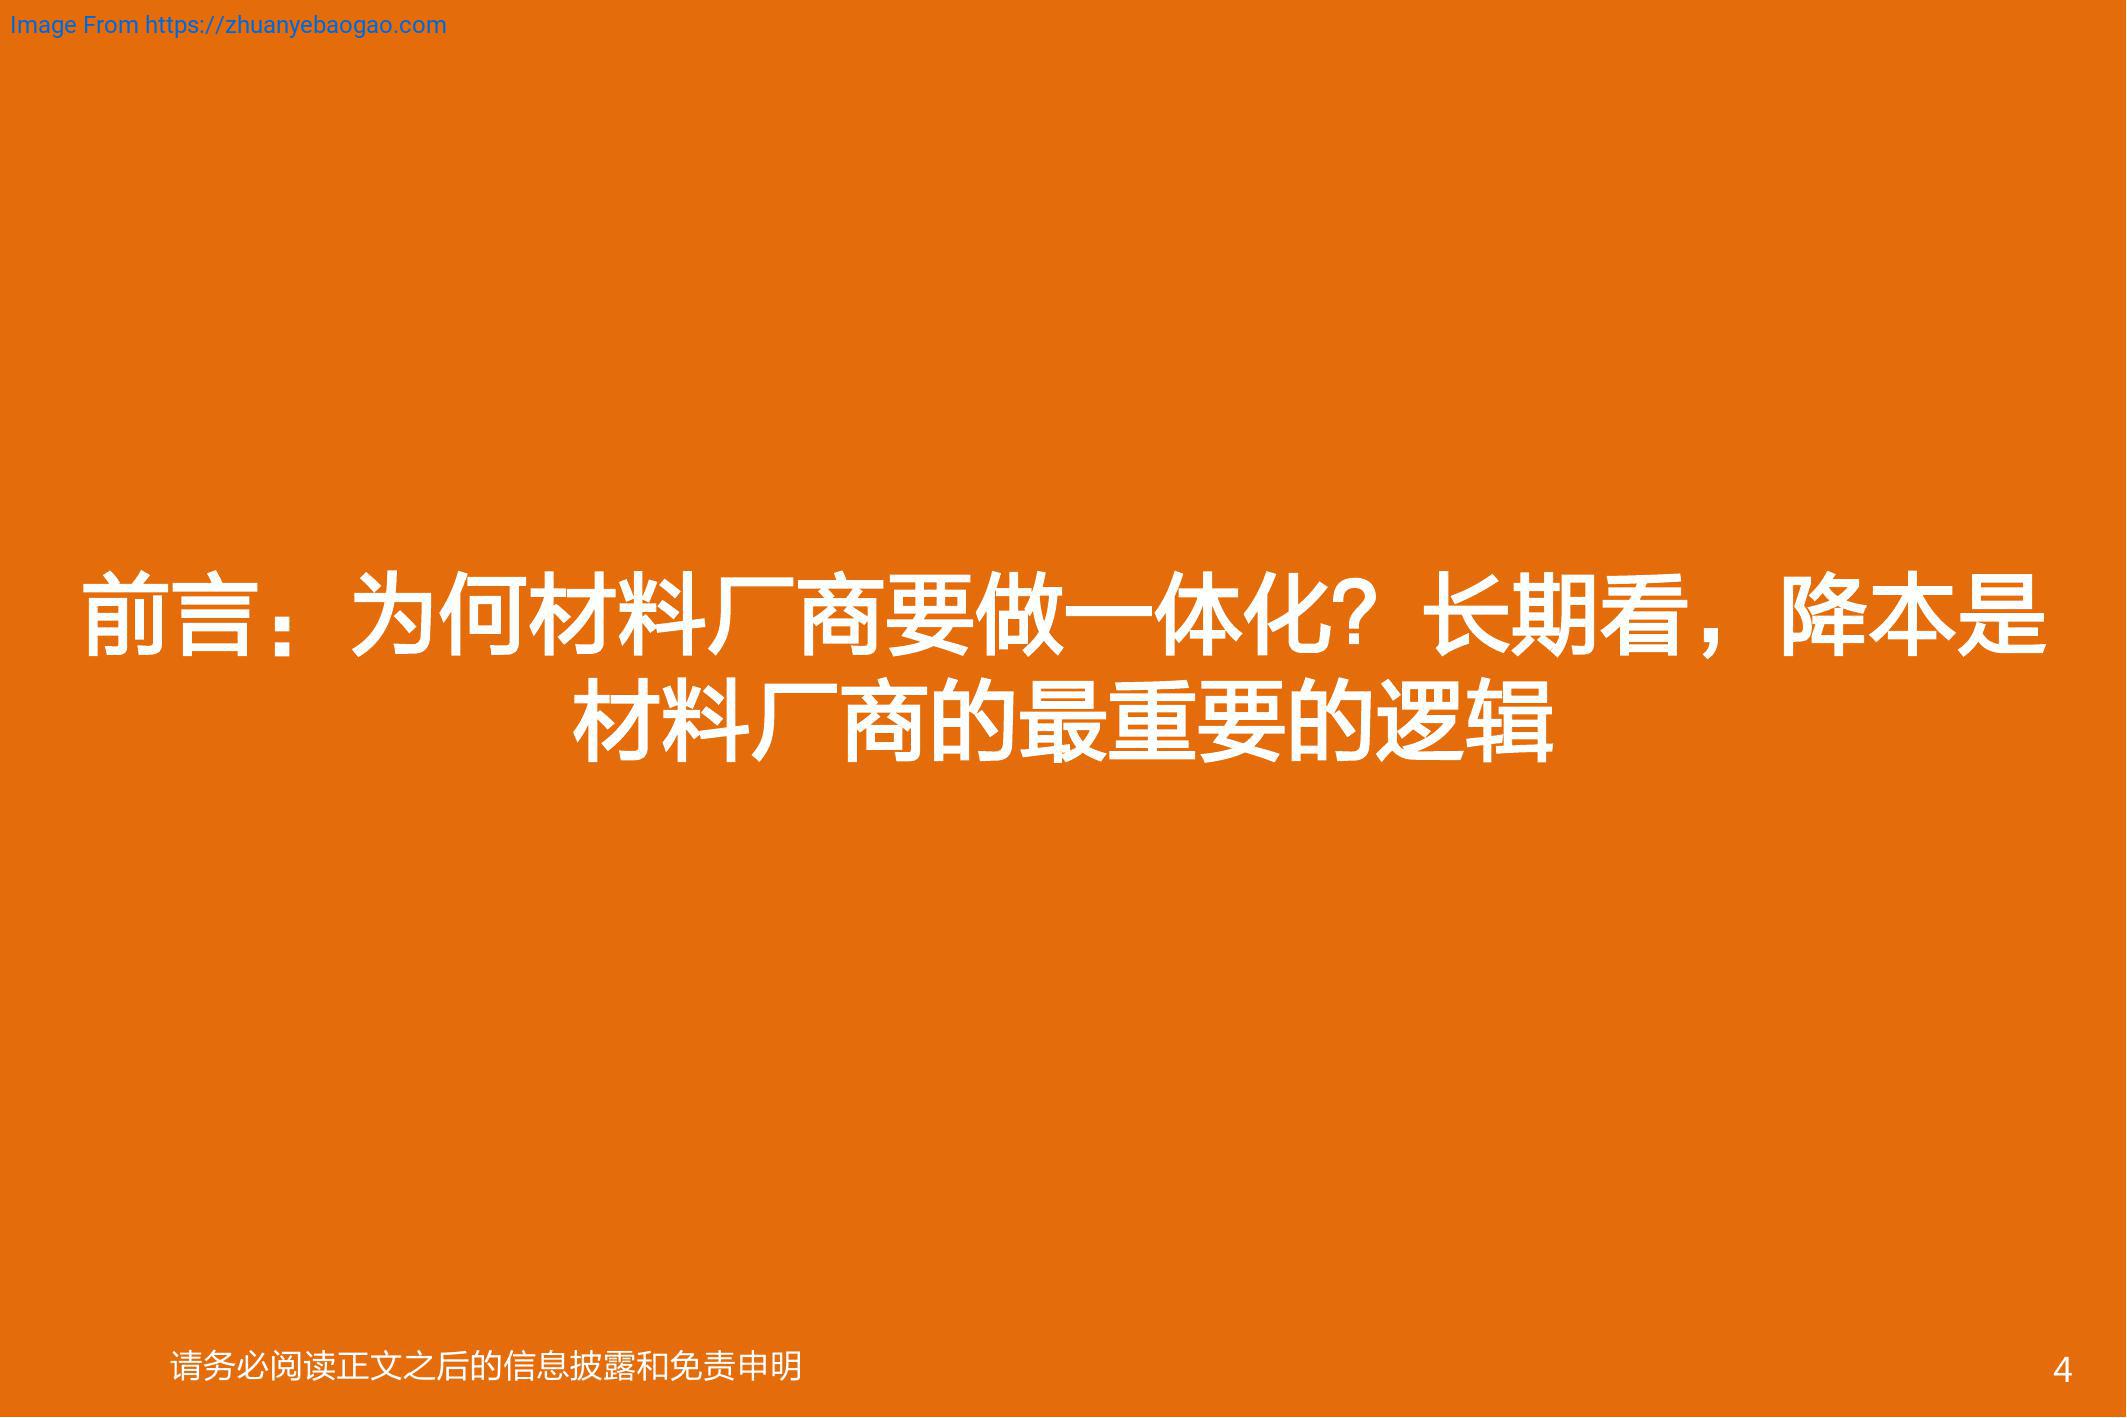 Image From https://zhuanyebaogao.com
前言：为何材料厂商要做一体化？长期看，降本是
材料厂商的最重要的逻辑
请务必阅读正文之后的信息披露和免责申明
4